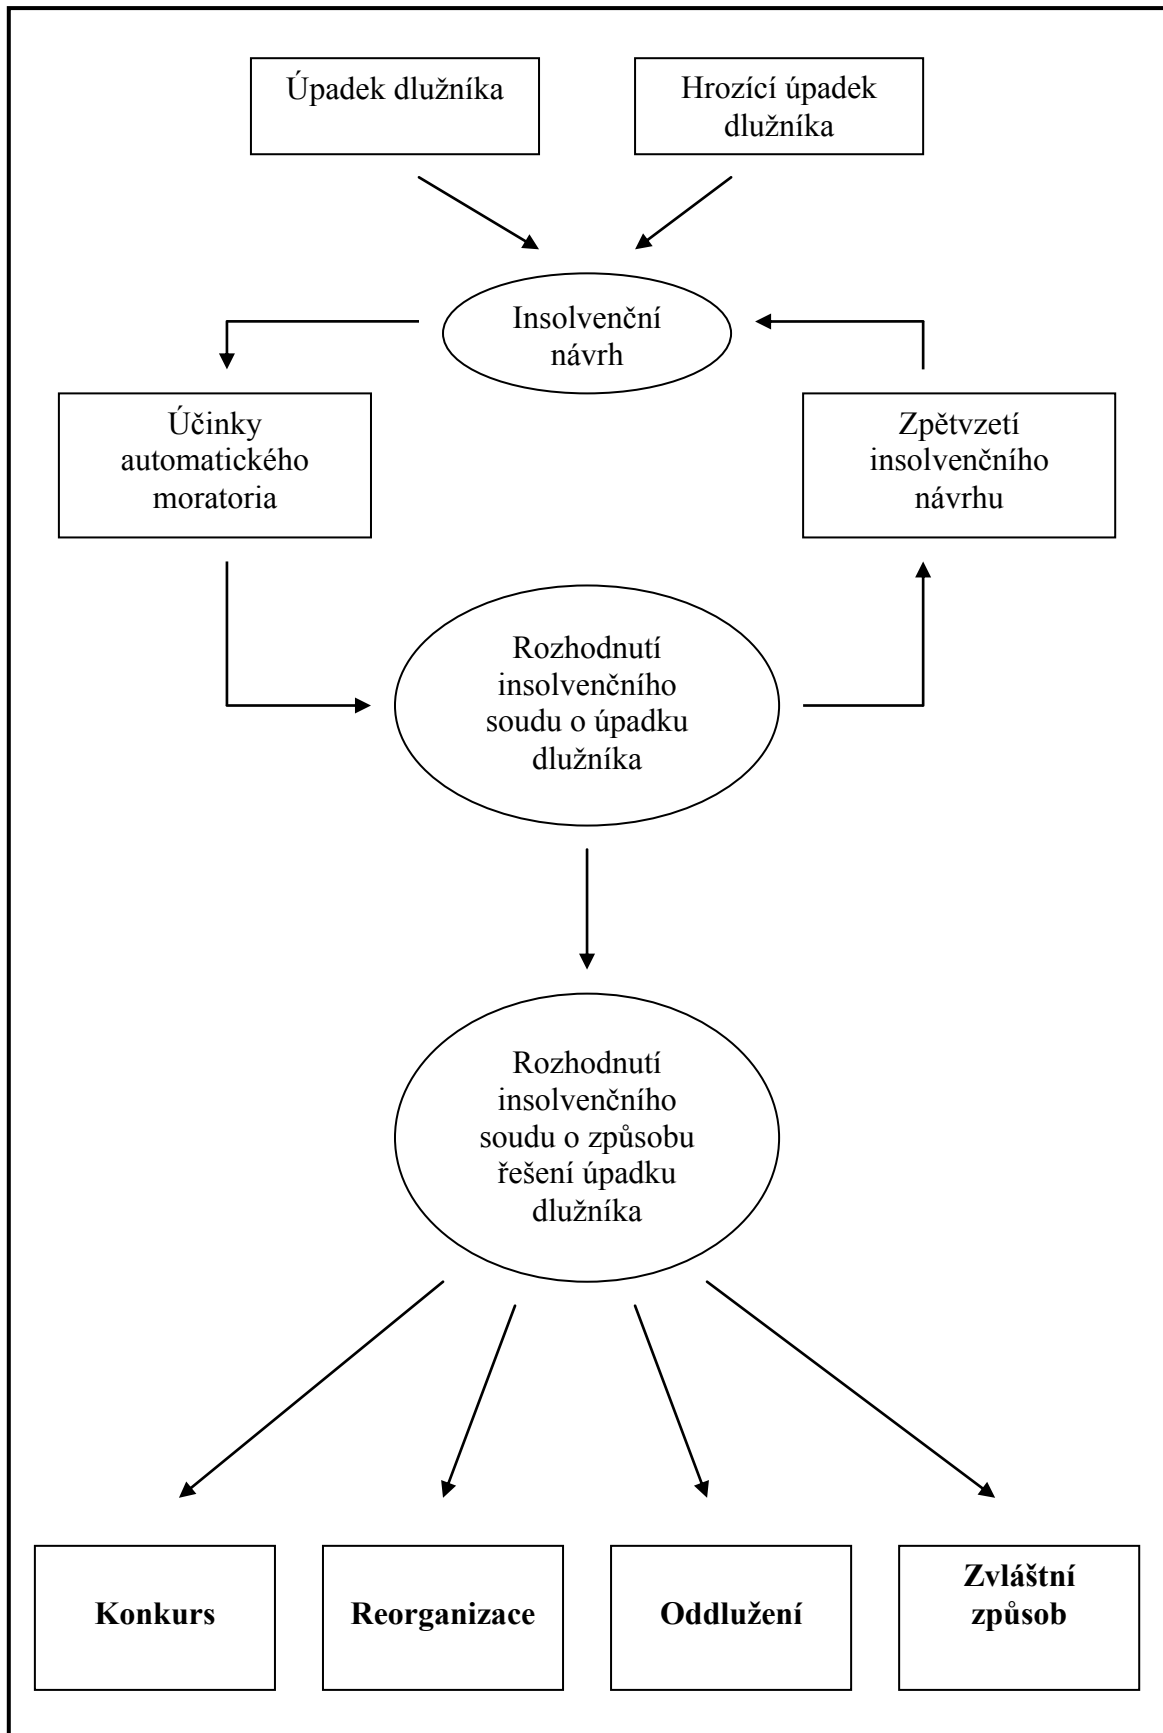 Úpadek dlužníka
Hrozící úpadek
dlužníka
Insolvenční
návrh
Účinky
automatického
moratoria
Zpětvzetí
insolvenčního
návrhu
Rozhodnutí
insolvenčního
soudu o úpadku
dlužníka
Rozhodnutí
insolvenčního
soudu o způsobu
řešení úpadku
dlužníka
Konkurs
Reorganizace
Oddlužení
Zvláštní
způsob